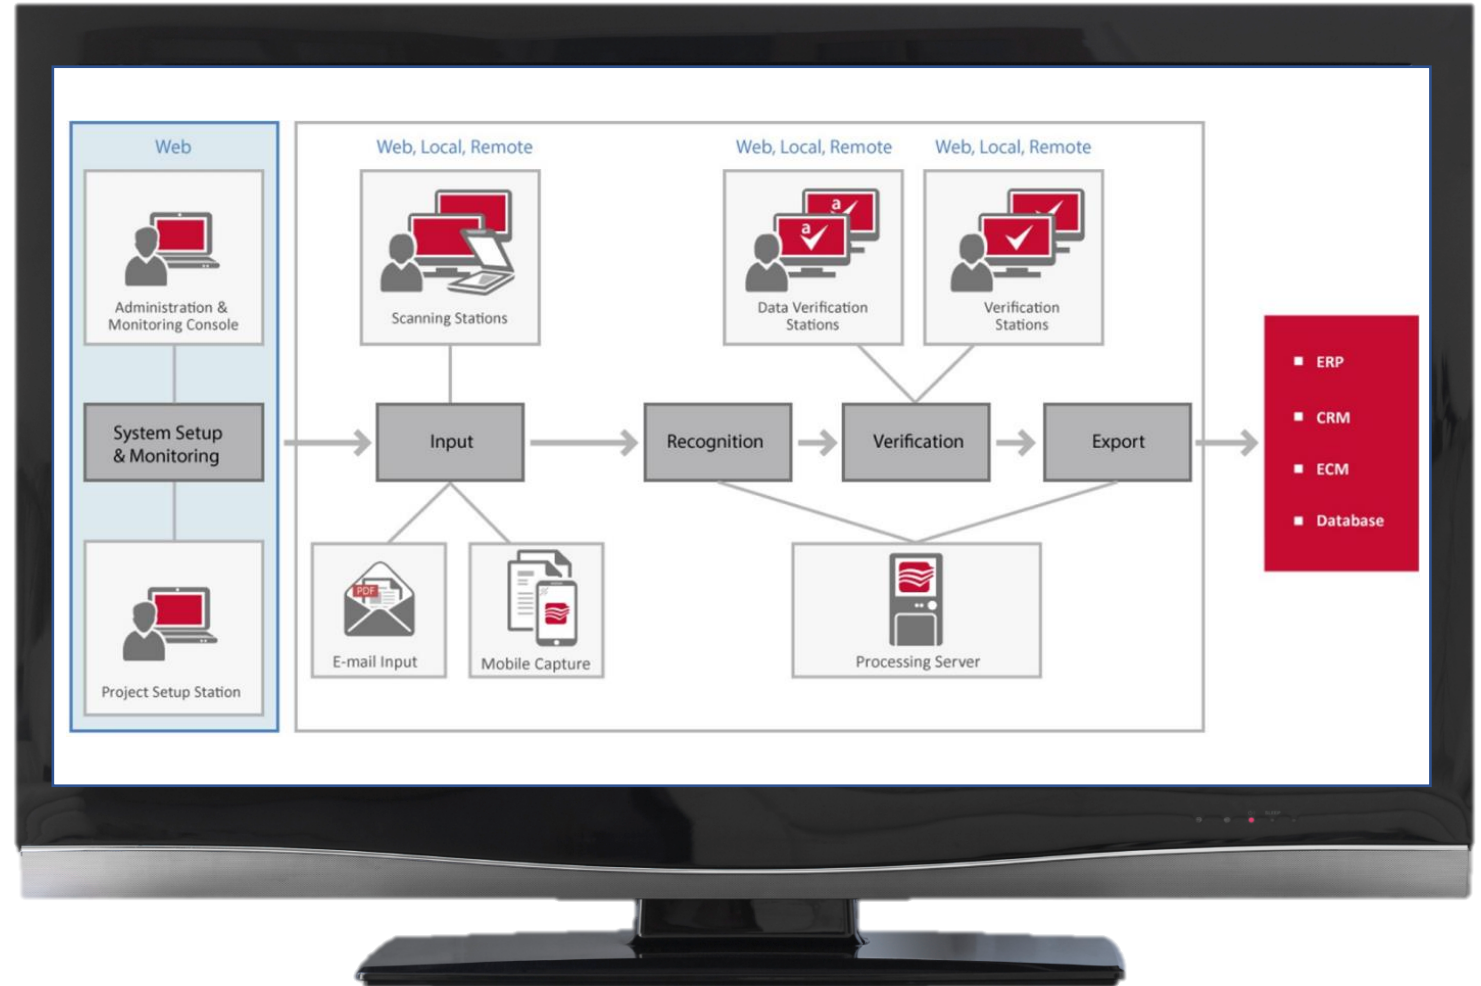 Web
Administration &
Monitoring Console
System Setup
& Monitoring
Project Setup Station
Web, Local, Remote
Scanning Stations
Input
PDF
E-mail Input
Mobile Capture
Recognition
Web, Local, Remote
a
a
Data Verification
Stations
Web, Local, Remote
Verification
Stations
Verification
Export
Processing Server
ERP
CRM
ECM
Database